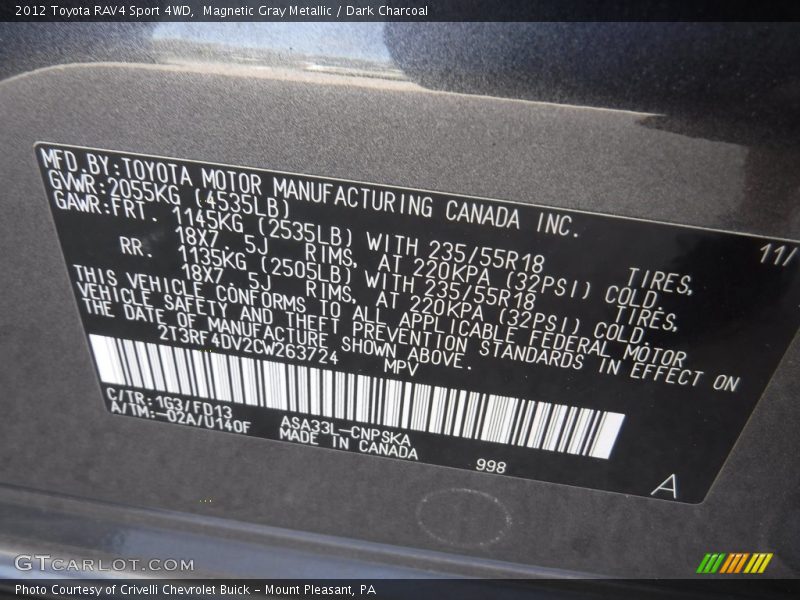 2012 Toyota RAV4 Sport 4WD, Magnetic Gray Metallic / Dark Charcoal
MFD. BY: TOYOTA MOTOR MANUFACTURING CANADA INC.
11/
GVWR: 2055KG (4535LB)
GAWR: FRT. 1145KG (2535LB) WITH 235/55R18 TIRES,
18X7. 5J RIMS, AT 220KPA (32PSI) COLD
RR. 1135KG (2505LB) WITH 235/55R18 TIRES,
18X7. 5J RIMS, AT 220KPA (32PSI) COLD.
THIS VEHICLE CONFORMS TO ALL APPLICABLE FEDERAL MOTOR
VEHICLE SAFETY AND THEFT PREVENTION STANDARDS IN EFFECT ON
THE DATE OF MANUFACTURE SHOWN ABOVE.
2T3RF4DV2CW263724 MPV
C/TR: 1G3/FD13
A/TM:-02A/U140F
ASA33L-CNPSKA
MADE IN CANADA
998
A
GTCARLOT.COM
Photo Courtesy of Crivelli Chevrolet Buick - Mount Pleasant, PA